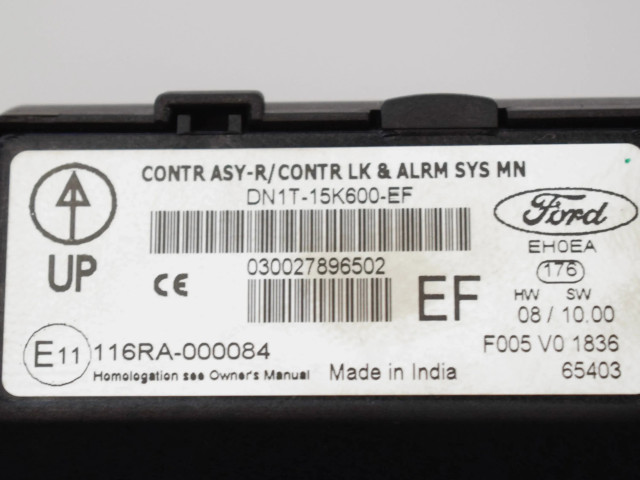 CONTR ASY-R/CONTR LK & ALRM SYS MN
DN1T-15K600-EF
Ford
EH0EA
176
UP
CE
030027896502
EF
HW SW
08 / 10.00
E11
116RA-000084
F005 V0 1836
Homologation see Owner's Manual
Made in India
65403